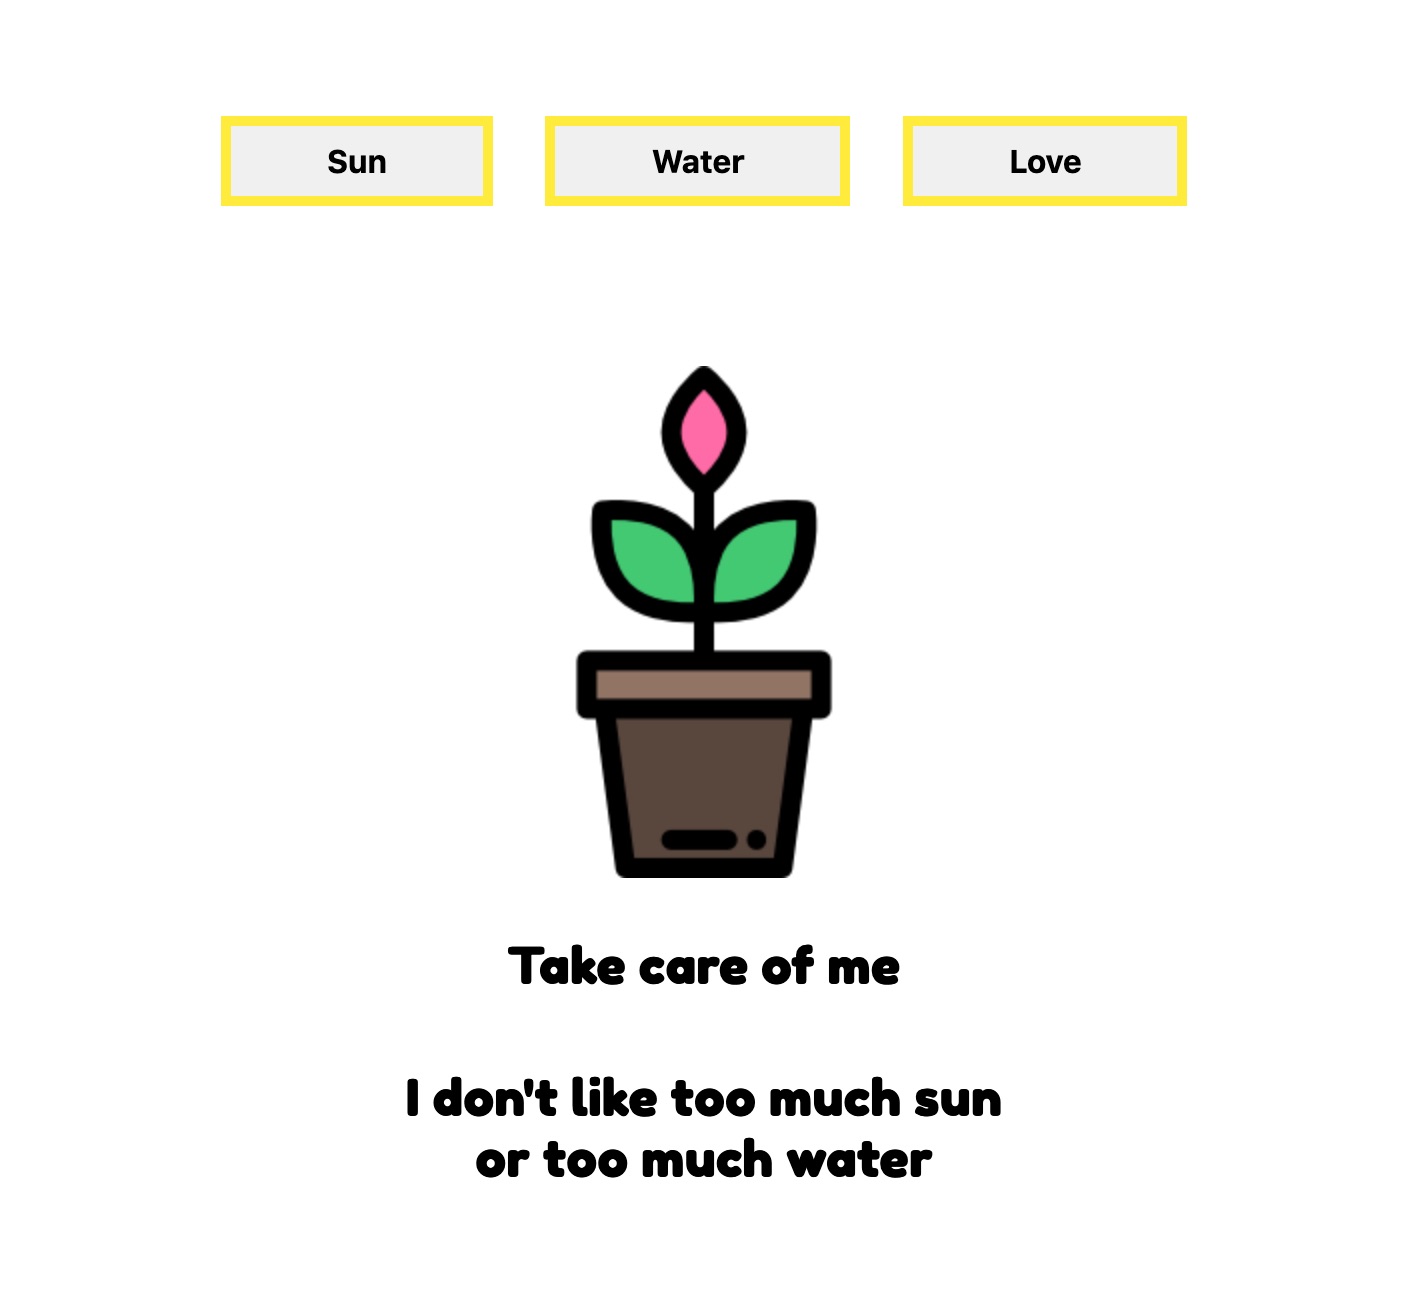 Sun
Water
Love
Take care of me
I don't like too much sun
or too much water